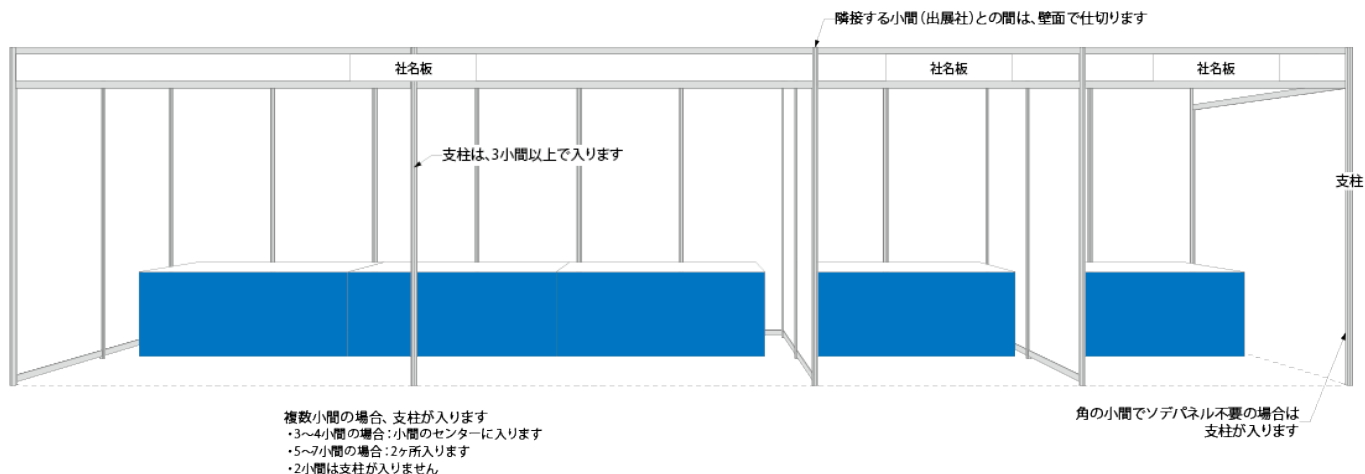 隣接する小間(出展社)との間は、壁面で仕切ります
社名板
社名板
社名板
支柱は、3小間以上で入ります
支柱
複数小間の場合、支柱が入ります
・3~4小間の場合:小間のセンターに入ります
・5~7小間の場合:2ヶ所入ります
・2小間は支柱が入りません
角の小間でソデパネル不要の場合は
支柱が入ります